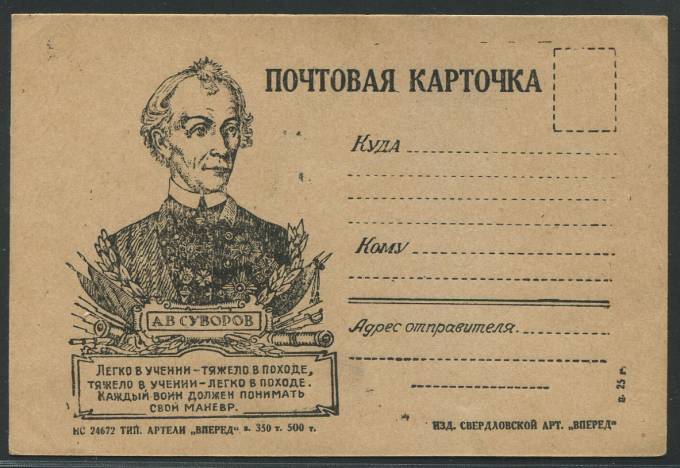 ПОЧТОВАЯ КАРТОЧКА
Куда
Кому
Адрес отправителя.
А.В. СУВОРОВ
ЛЕГКО В УЧЕНИИ – ТЯЖЕЛО В ПОХОДЕ,
ТЯЖЕЛО В УЧЕНИИ – ЛЕГКО В ПОХОДЕ.
КАЖДЫЙ ВОИН ДОЛЖЕН ПОНИМАТЬ
СВОЙ МАНЕВР.
НС 24672 ТИП. АРТЕЛИ „ВПЕРЕД" з. 350 т. 500 т.
ИЗД. СВЕРДЛОВСКОЙ АРТ. „ВПЕРЕД"
ц. 25 к.